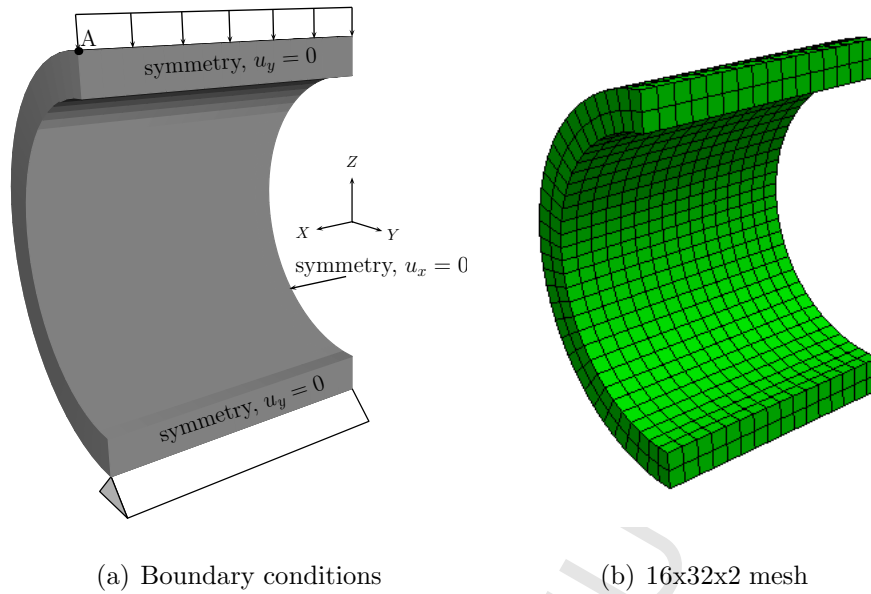 A
symmetry, $u_y = 0$
Z
X
Y
symmetry, $u_x = 0$
symmetry, $u_y = 0$
(a) Boundary conditions
(b) 16x32x2 mesh